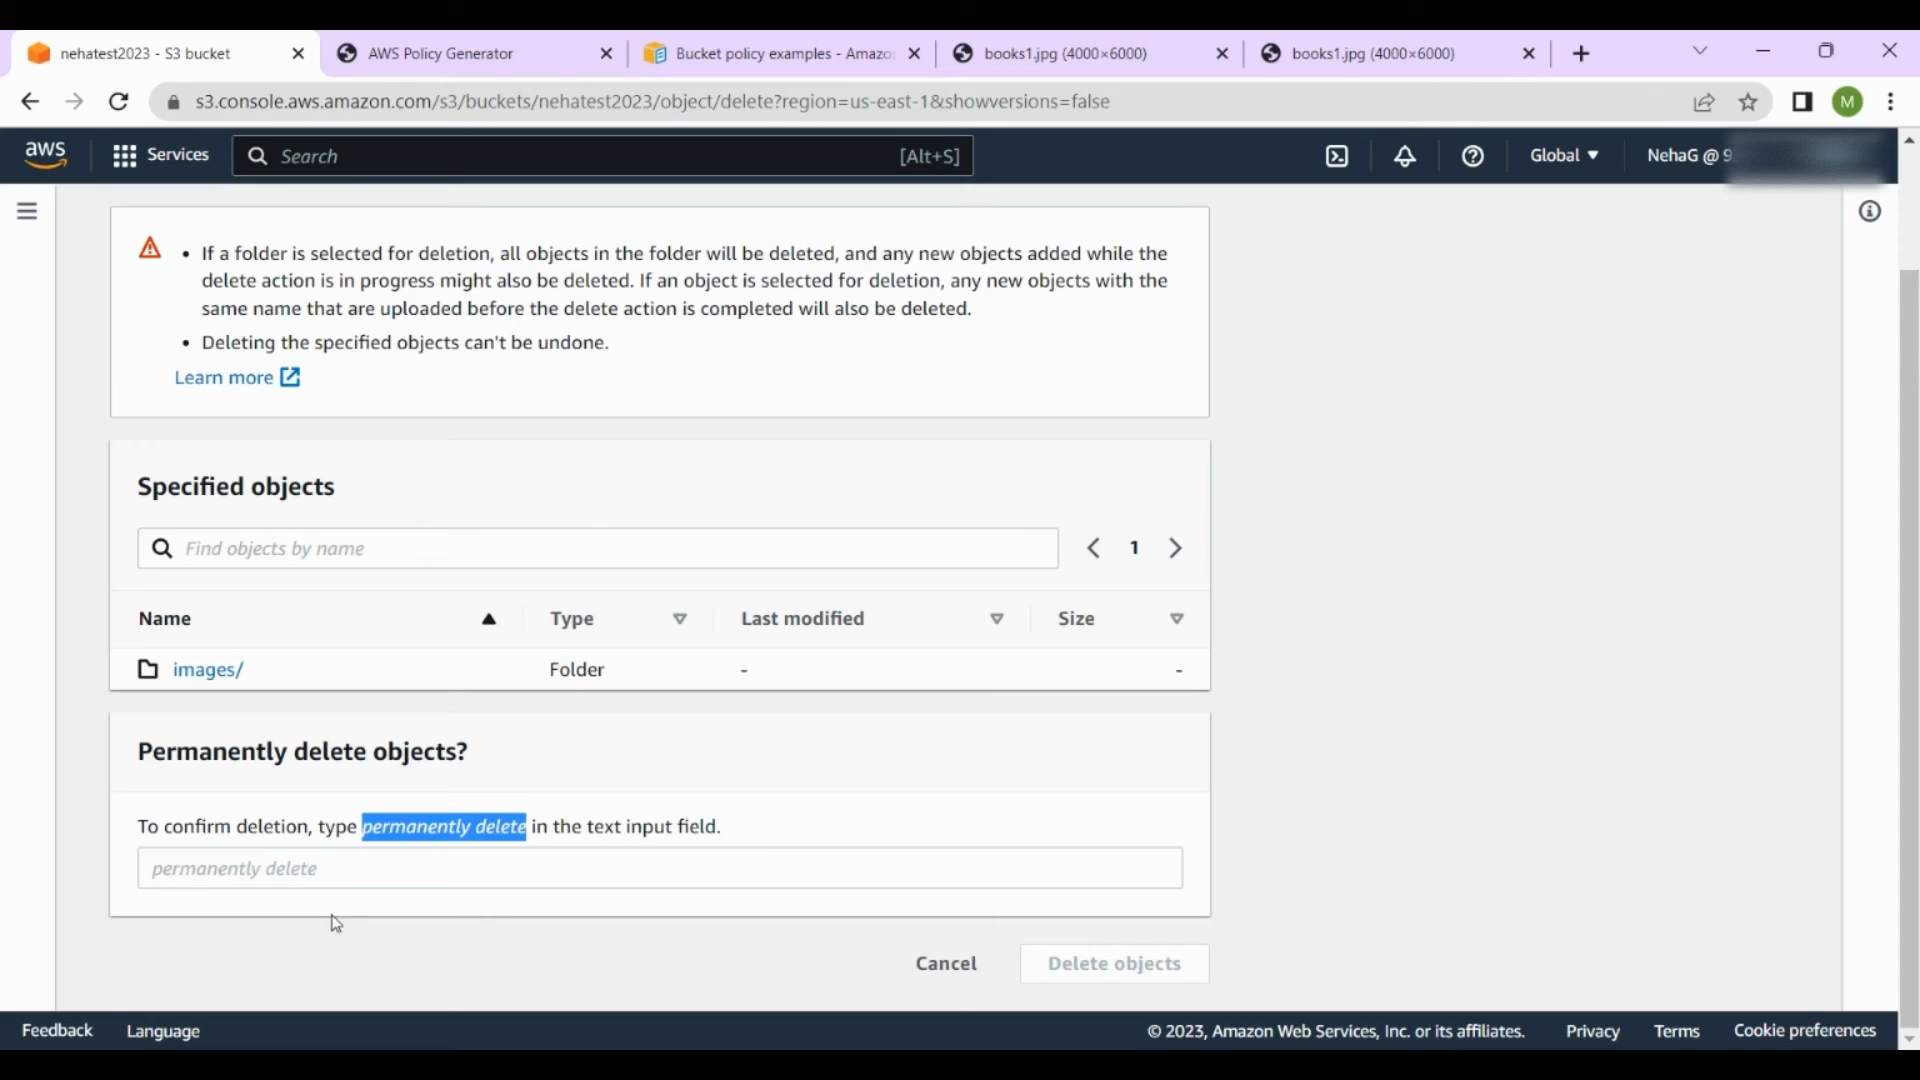 nehatest2023 - S3 bucket
AWS Policy Generator
Bucket policy examples - Amazo
books1.jpg (4000×6000)
books1.jpg (4000×6000)
s3.console.aws.amazon.com/s3/buckets/nehatest2023/object/delete?region=us-east-1&showversions=false
M
aws
Services
Search
[Alt+S]
Global
NehaG @ 9
• If a folder is selected for deletion, all objects in the folder will be deleted, and any new objects added while the
delete action is in progress might also be deleted. If an object is selected for deletion, any new objects with the
same name that are uploaded before the delete action is completed will also be deleted.
• Deleting the specified objects can't be undone.
Learn more
Specified objects
Find objects by name
1
Name
Type
Last modified
Size
images/
Folder
-
-
Permanently delete objects?
To confirm deletion, type permanently delete in the text input field.
permanently delete
Cancel
Delete objects
Feedback
Language
© 2023, Amazon Web Services, Inc. or its affiliates.
Privacy
Terms
Cookie preferences